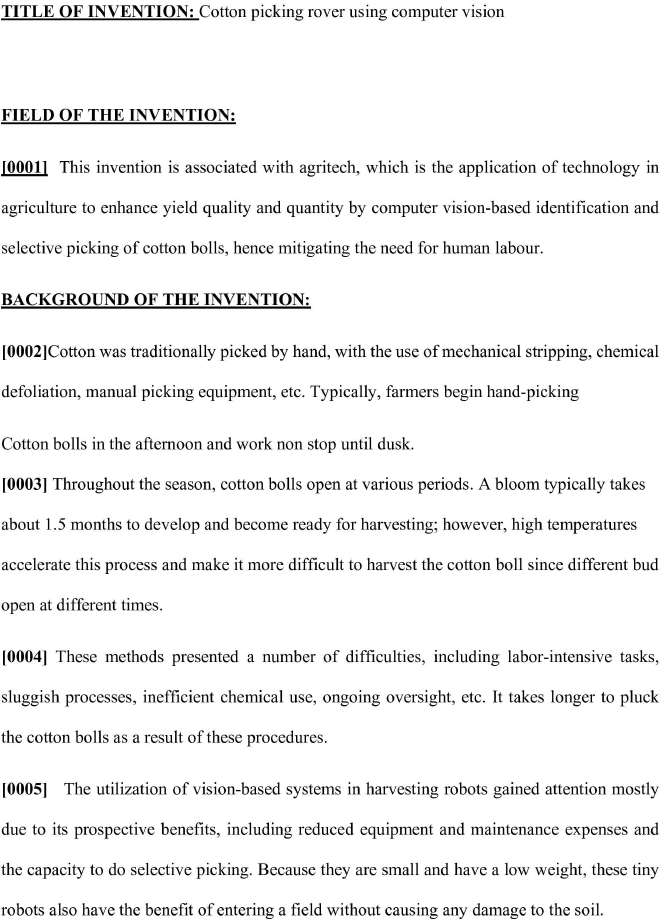 TITLE OF INVENTION: Cotton picking rover using computer vision
FIELD OF THE INVENTION:
[0001] This invention is associated with agritech, which is the application of technology in
agriculture to enhance yield quality and quantity by computer vision-based identification and
selective picking of cotton bolls, hence mitigating the need for human labour.
BACKGROUND OF THE INVENTION:
[0002]Cotton was traditionally picked by hand, with the use of mechanical stripping, chemical
defoliation, manual picking equipment, etc. Typically, farmers begin hand-picking
Cotton bolls in the afternoon and work non stop until dusk.
[0003] Throughout the season, cotton bolls open at various periods. A bloom typically takes
about 1.5 months to develop and become ready for harvesting; however, high temperatures
accelerate this process and make it more difficult to harvest the cotton boll since different bud
open at different times.
[0004] These methods presented a number of difficulties, including labor-intensive tasks,
sluggish processes, inefficient chemical use, ongoing oversight, etc. It takes longer to pluck
the cotton bolls as a result of these procedures.
[0005] The utilization of vision-based systems in harvesting robots gained attention mostly
due to its prospective benefits, including reduced equipment and maintenance expenses and
the capacity to do selective picking. Because they are small and have a low weight, these tiny
robots also have the benefit of entering a field without causing any damage to the soil.